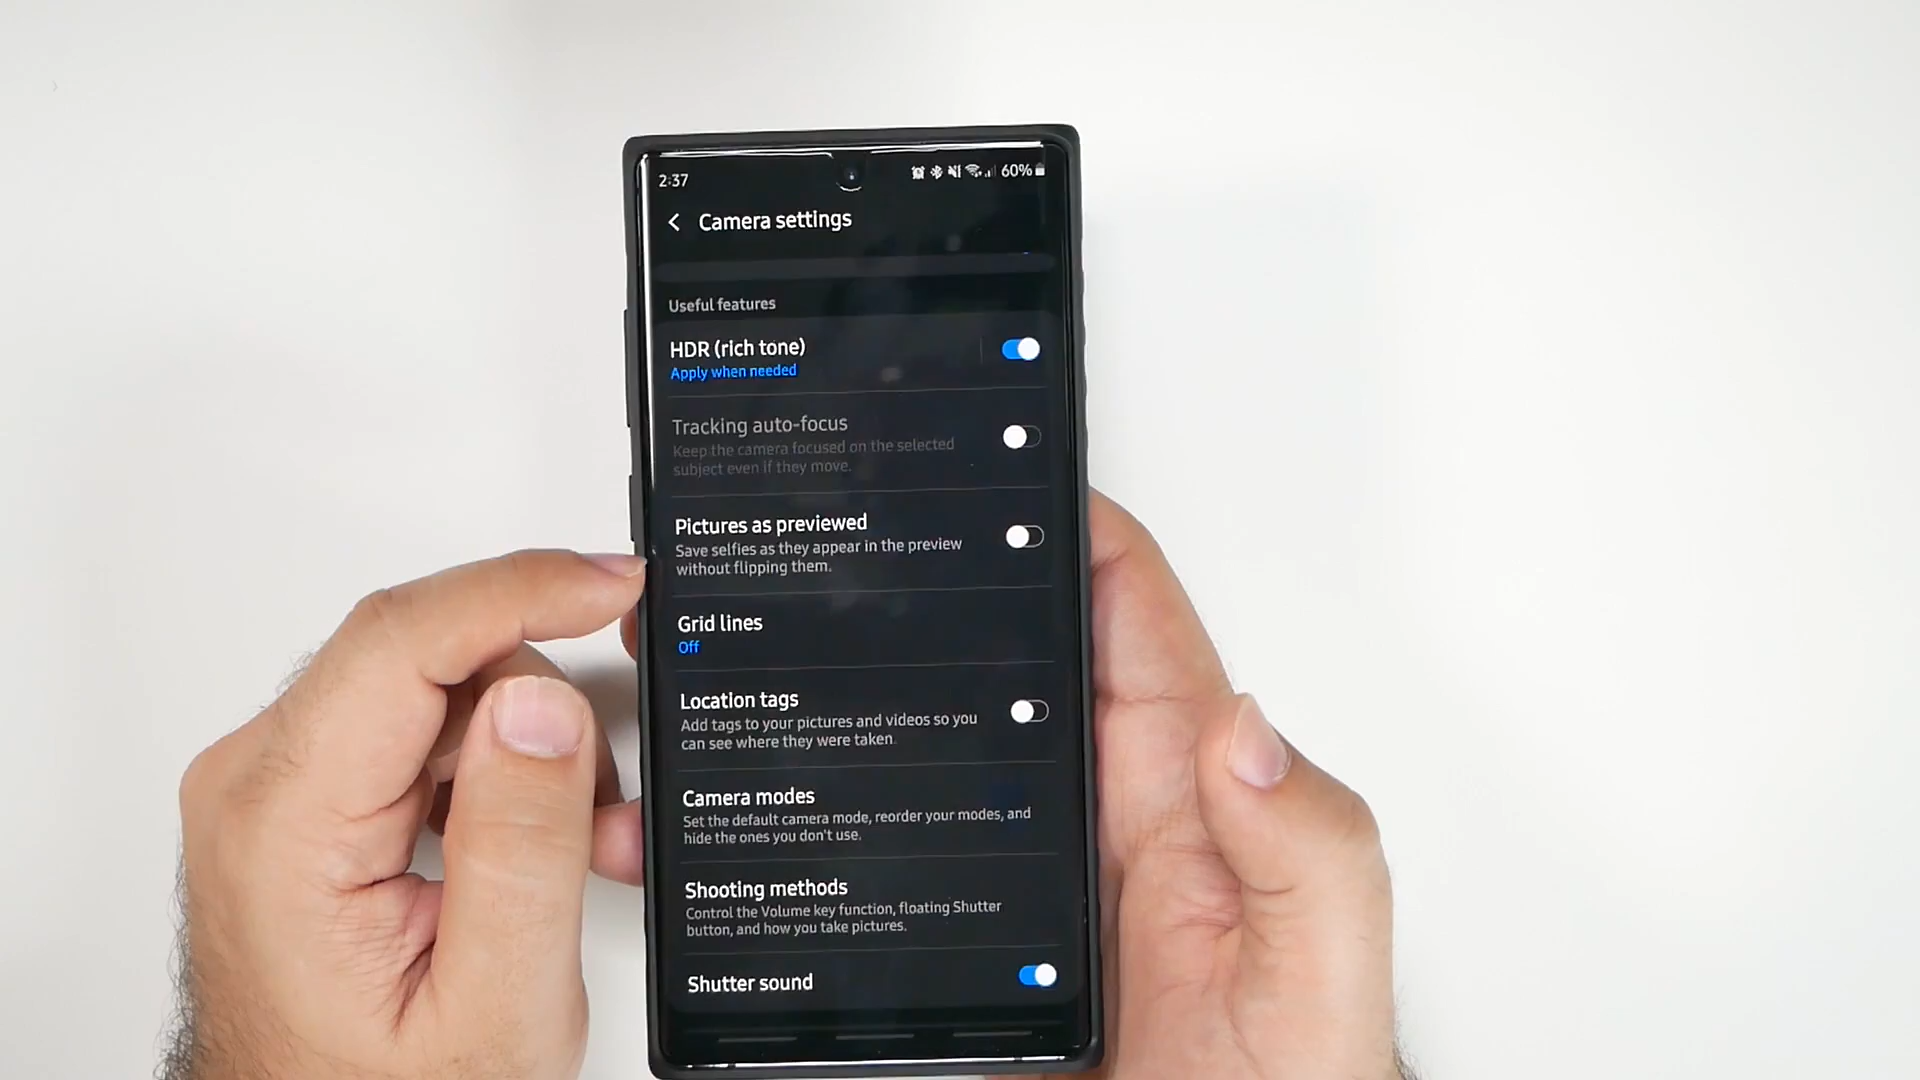 2:37
60%
Camera settings
Useful features
HDR (rich tone)
Apply when needed
Tracking auto-focus
Keep the camera focused on the selected
subject even if they move.
Pictures as previewed
Save selfies as they appear in the preview
without flipping them.
Grid lines
Off
Location tags
Add tags to your pictures and videos so you
can see where they were taken.
Camera modes
Set the default camera mode, reorder your modes, and
hide the ones you don't use.
Shooting methods
Control the Volume key function, floating Shutter
button, and how you take pictures.
Shutter sound